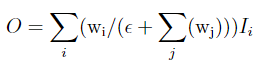 O = ∑_i (w_i/(ϵ + ∑_j (w_j)))I_i